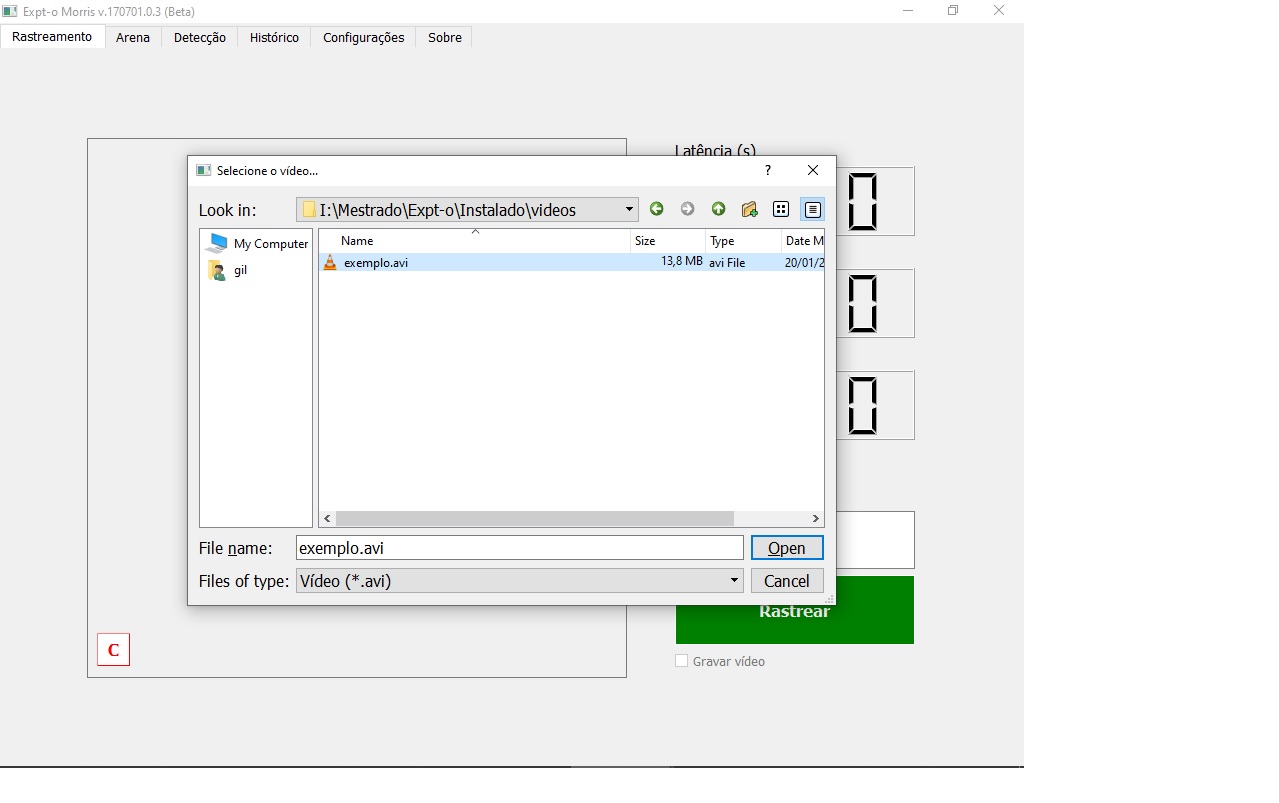 Expt-o Morris v.170701.0.3 (Beta)
Rastreamento Arena Detecção Histórico Configurações Sobre
Latência (s)
Selecione o vídeo... ?
Look in: I:\Mestrado\Expt-o\Instalado\videos
My Computer
gil
Name Size Type Date M
exemplo.avi 13,8 MB avi File 20/01/2
0
0
0
File name: exemplo.avi Open
Files of type: Vídeo (*.avi) Cancel
Rastrear
C
Gravar vídeo